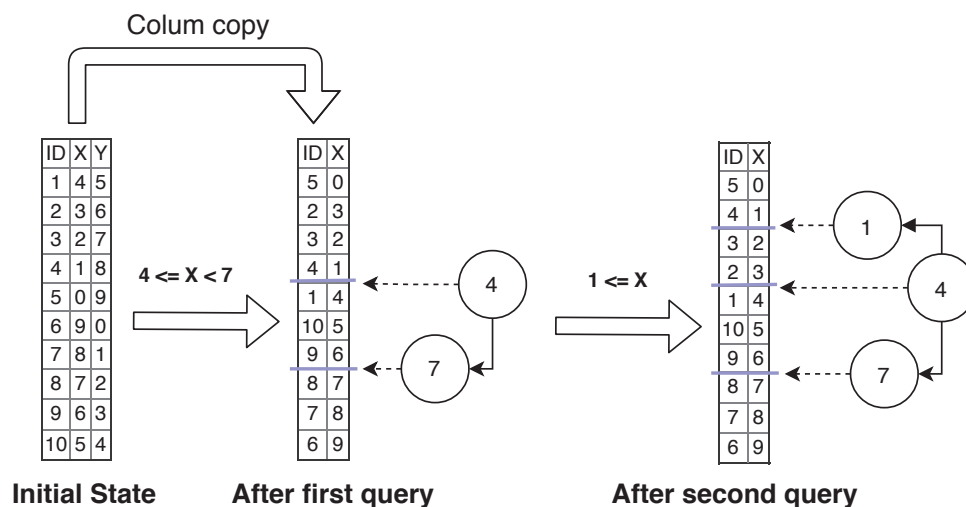 Colum copy
ID X Y
1 4 5
2 3 6
3 2 7
4 1 8
5 0 9
6 9 0
7 8 1
8 7 2
9 6 3
10 5 4
Initial State
4 <= X < 7
ID X
5 0
2 3
3 2
4 1
1 4
10 5
9 6
8 7
7 8
6 9
4
7
After first query
1 <= X
ID X
5 0
4 1
3 2
2 3
1 4
10 5
9 6
8 7
7 8
6 9
1
4
7
After second query